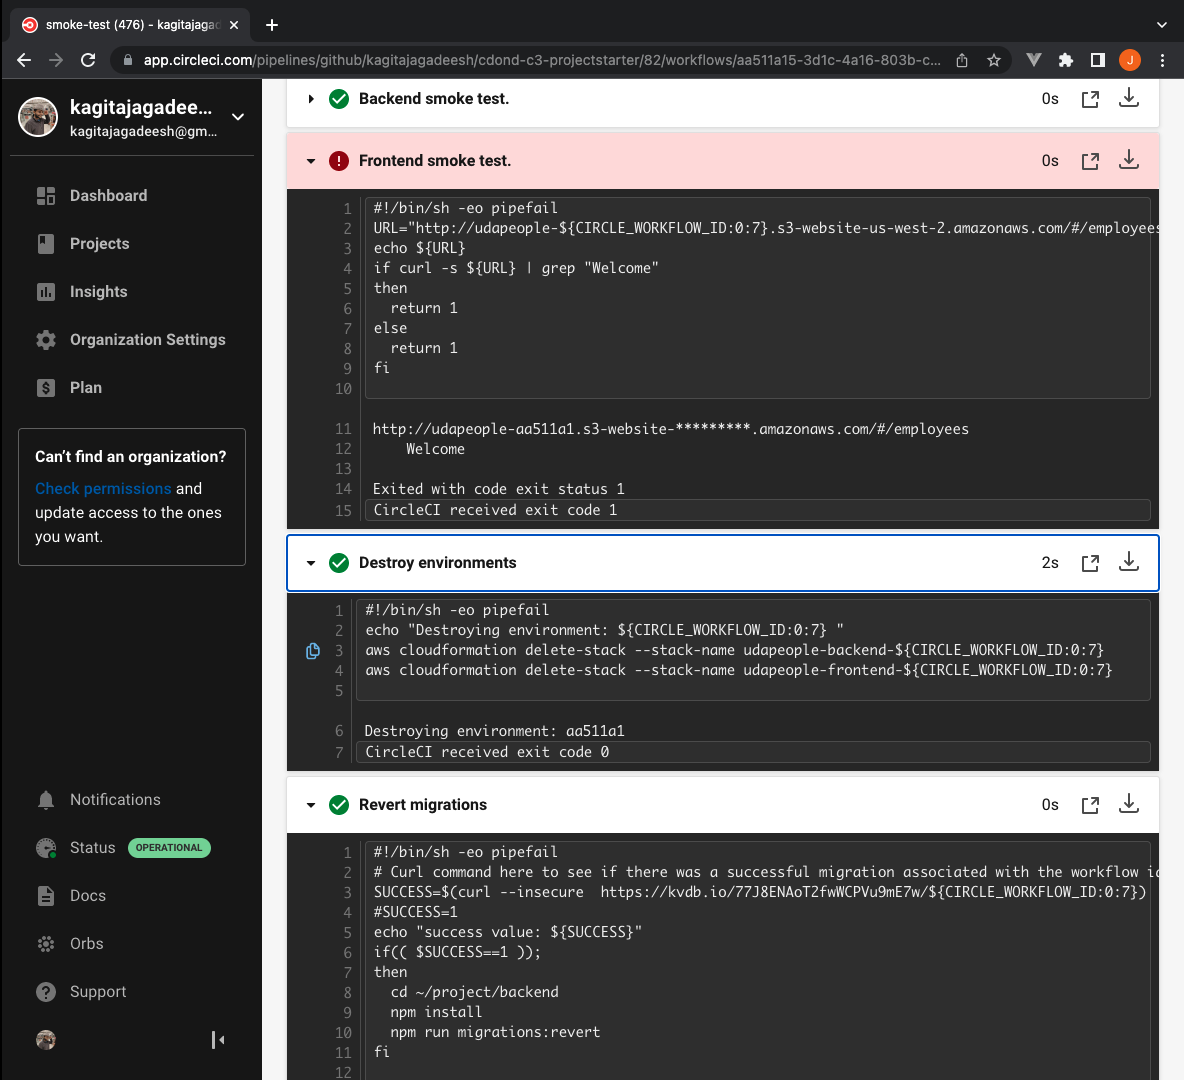 smoke-test (476) - kagitajagad
app.circleci.com/pipelines/github/kagitajagadeesh/cdond-c3-projectstarter/82/workflows/aa511a15-3d1c-4a16-803b-c...
J
kagitajagadee...
kagitajagadeesh@gm...
Dashboard
Projects
Insights
Organization Settings
Plan
Can't find an organization?
Check permissions and
update access to the ones
you want.
Notifications
Status OPERATIONAL
Docs
Orbs
Support
Backend smoke test. 0s
Frontend smoke test. 0s
1 #!/bin/sh -eo pipefail
2 URL="http://udapeople-${CIRCLE_WORKFLOW_ID:0:7}.s3-website-us-west-2.amazonaws.com/#/employees
3 echo ${URL}
4 if curl -s ${URL} | grep "Welcome"
5 then
6 return 1
7 else
8 return 1
9 fi
10
11 http://udapeople-aa511a1.s3-website-*********.amazonaws.com/#/employees
12 Welcome
13
14 Exited with code exit status 1
15 CircleCI received exit code 1
Destroy environments 2s
1 #!/bin/sh -eo pipefail
2 echo "Destroying environment: ${CIRCLE_WORKFLOW_ID:0:7} "
3 aws cloudformation delete-stack --stack-name udapeople-backend-${CIRCLE_WORKFLOW_ID:0:7}
4 aws cloudformation delete-stack --stack-name udapeople-frontend-${CIRCLE_WORKFLOW_ID:0:7}
5
6 Destroying environment: aa511a1
7 CircleCI received exit code 0
Revert migrations 0s
1 #!/bin/sh -eo pipefail
2 # Curl command here to see if there was a successful migration associated with the workflow id
3 SUCCESS=$(curl --insecure  https://kvdb.io/77J8ENAoT2fwWCPVu9mE7w/${CIRCLE_WORKFLOW_ID:0:7})
4 #SUCCESS=1
5 echo "success value: ${SUCCESS}"
6 if(( $SUCCESS==1 ));
7 then
8 cd ~/project/backend
9 npm install
10 npm run migrations:revert
11 fi
12